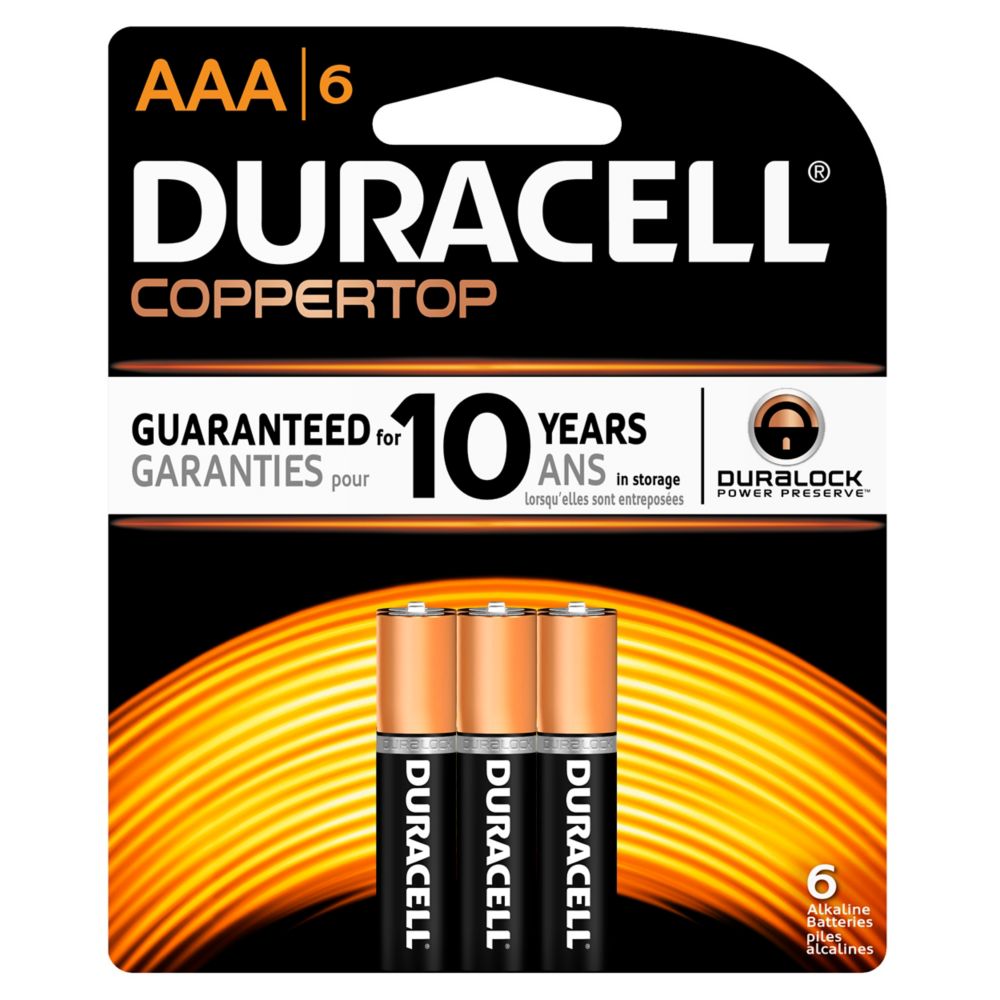 AAA | 6
DURACELL®
COPPERTOP
GUARANTEED for 10 YEARS in storage
GARANTIES pour 10 ANS lorsqu'elles sont entreposées
DURALOCK
POWER PRESERVE™
DURALOCK DURALOCK DURALOCK
DURACELL® DURACELL® DURACELL®
6
Alkaline
Batteries
piles
alcalines